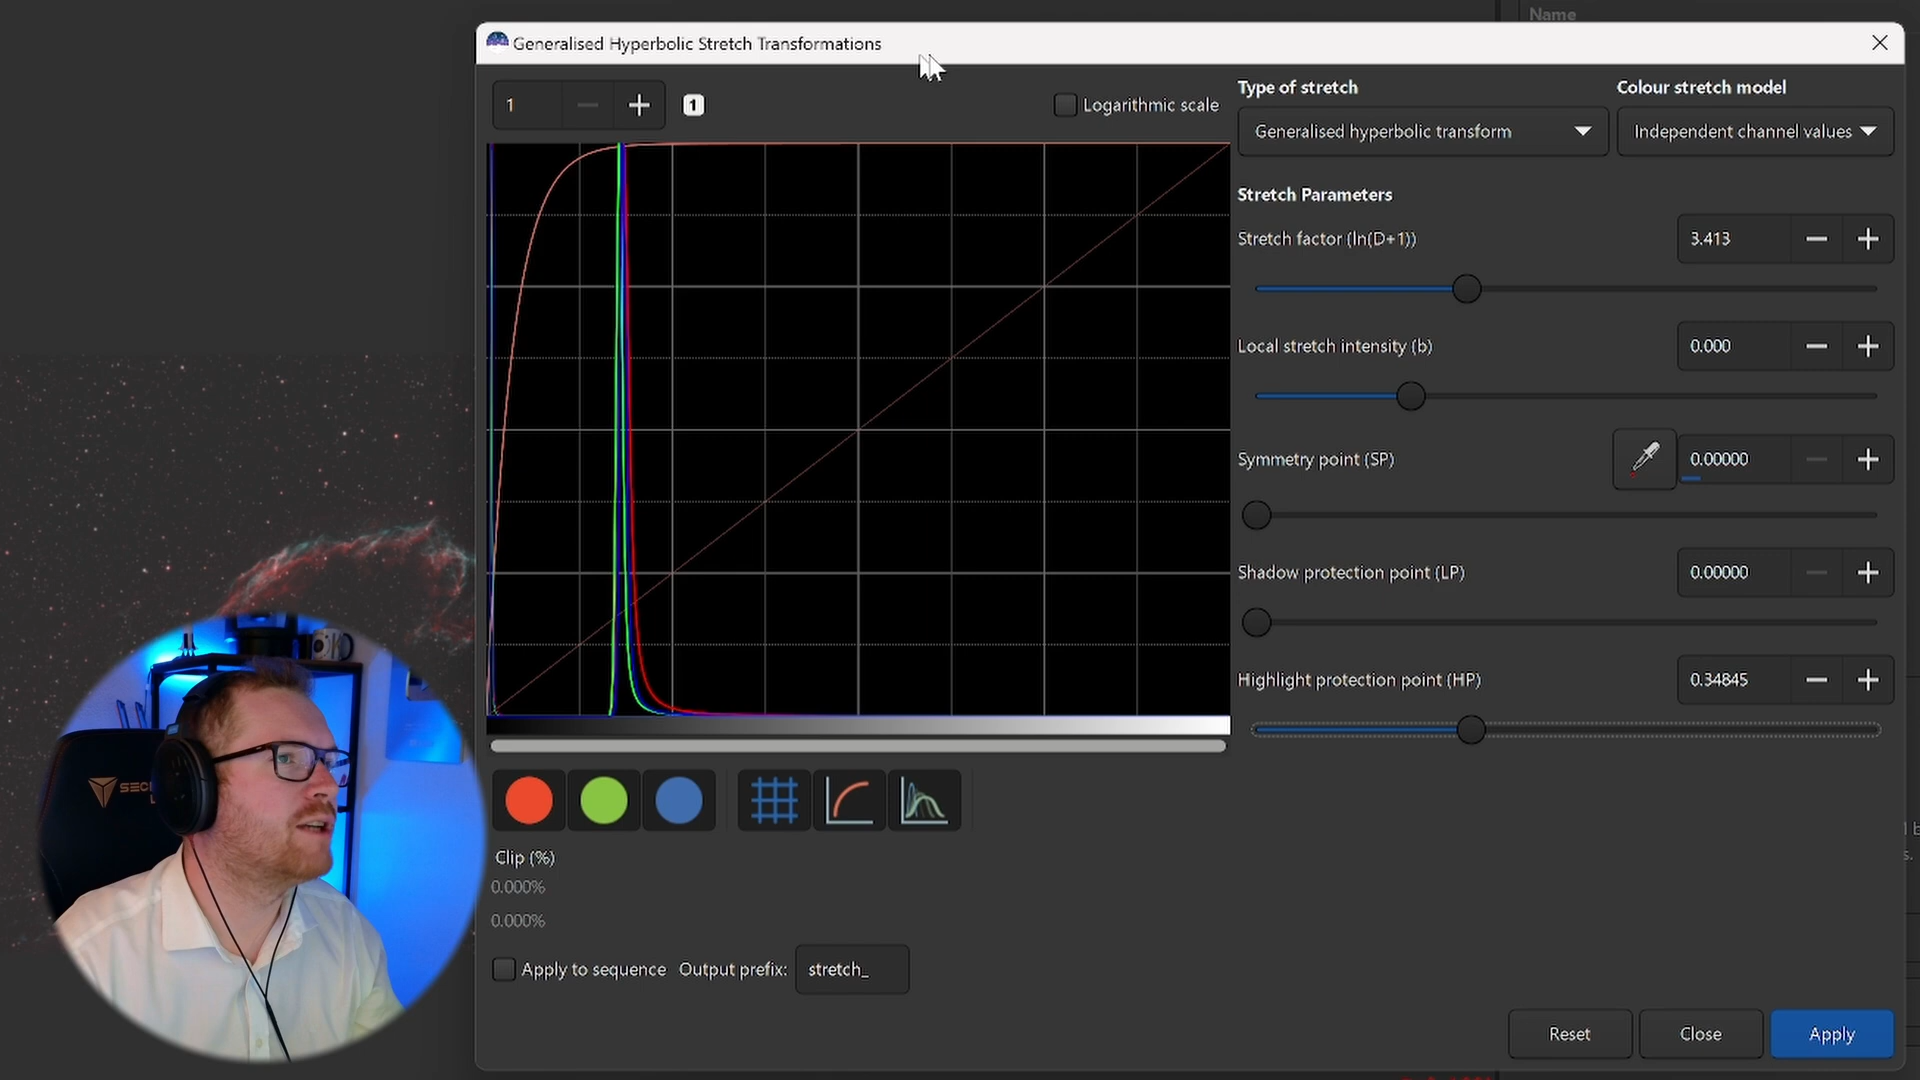 Name
Generalised Hyperbolic Stretch Transformations
1
1
Logarithmic scale
Type of stretch
Colour stretch model
Generalised hyperbolic transform
Independent channel values
Stretch Parameters
Stretch factor (ln(D+1))
3.413
Local stretch intensity (b)
0.000
Symmetry point (SP)
0.00000
Shadow protection point (LP)
0.00000
Highlight protection point (HP)
0.34845
Clip (%)
0.000%
0.000%
Apply to sequence
Output prefix:
stretch_
Reset
Close
Apply